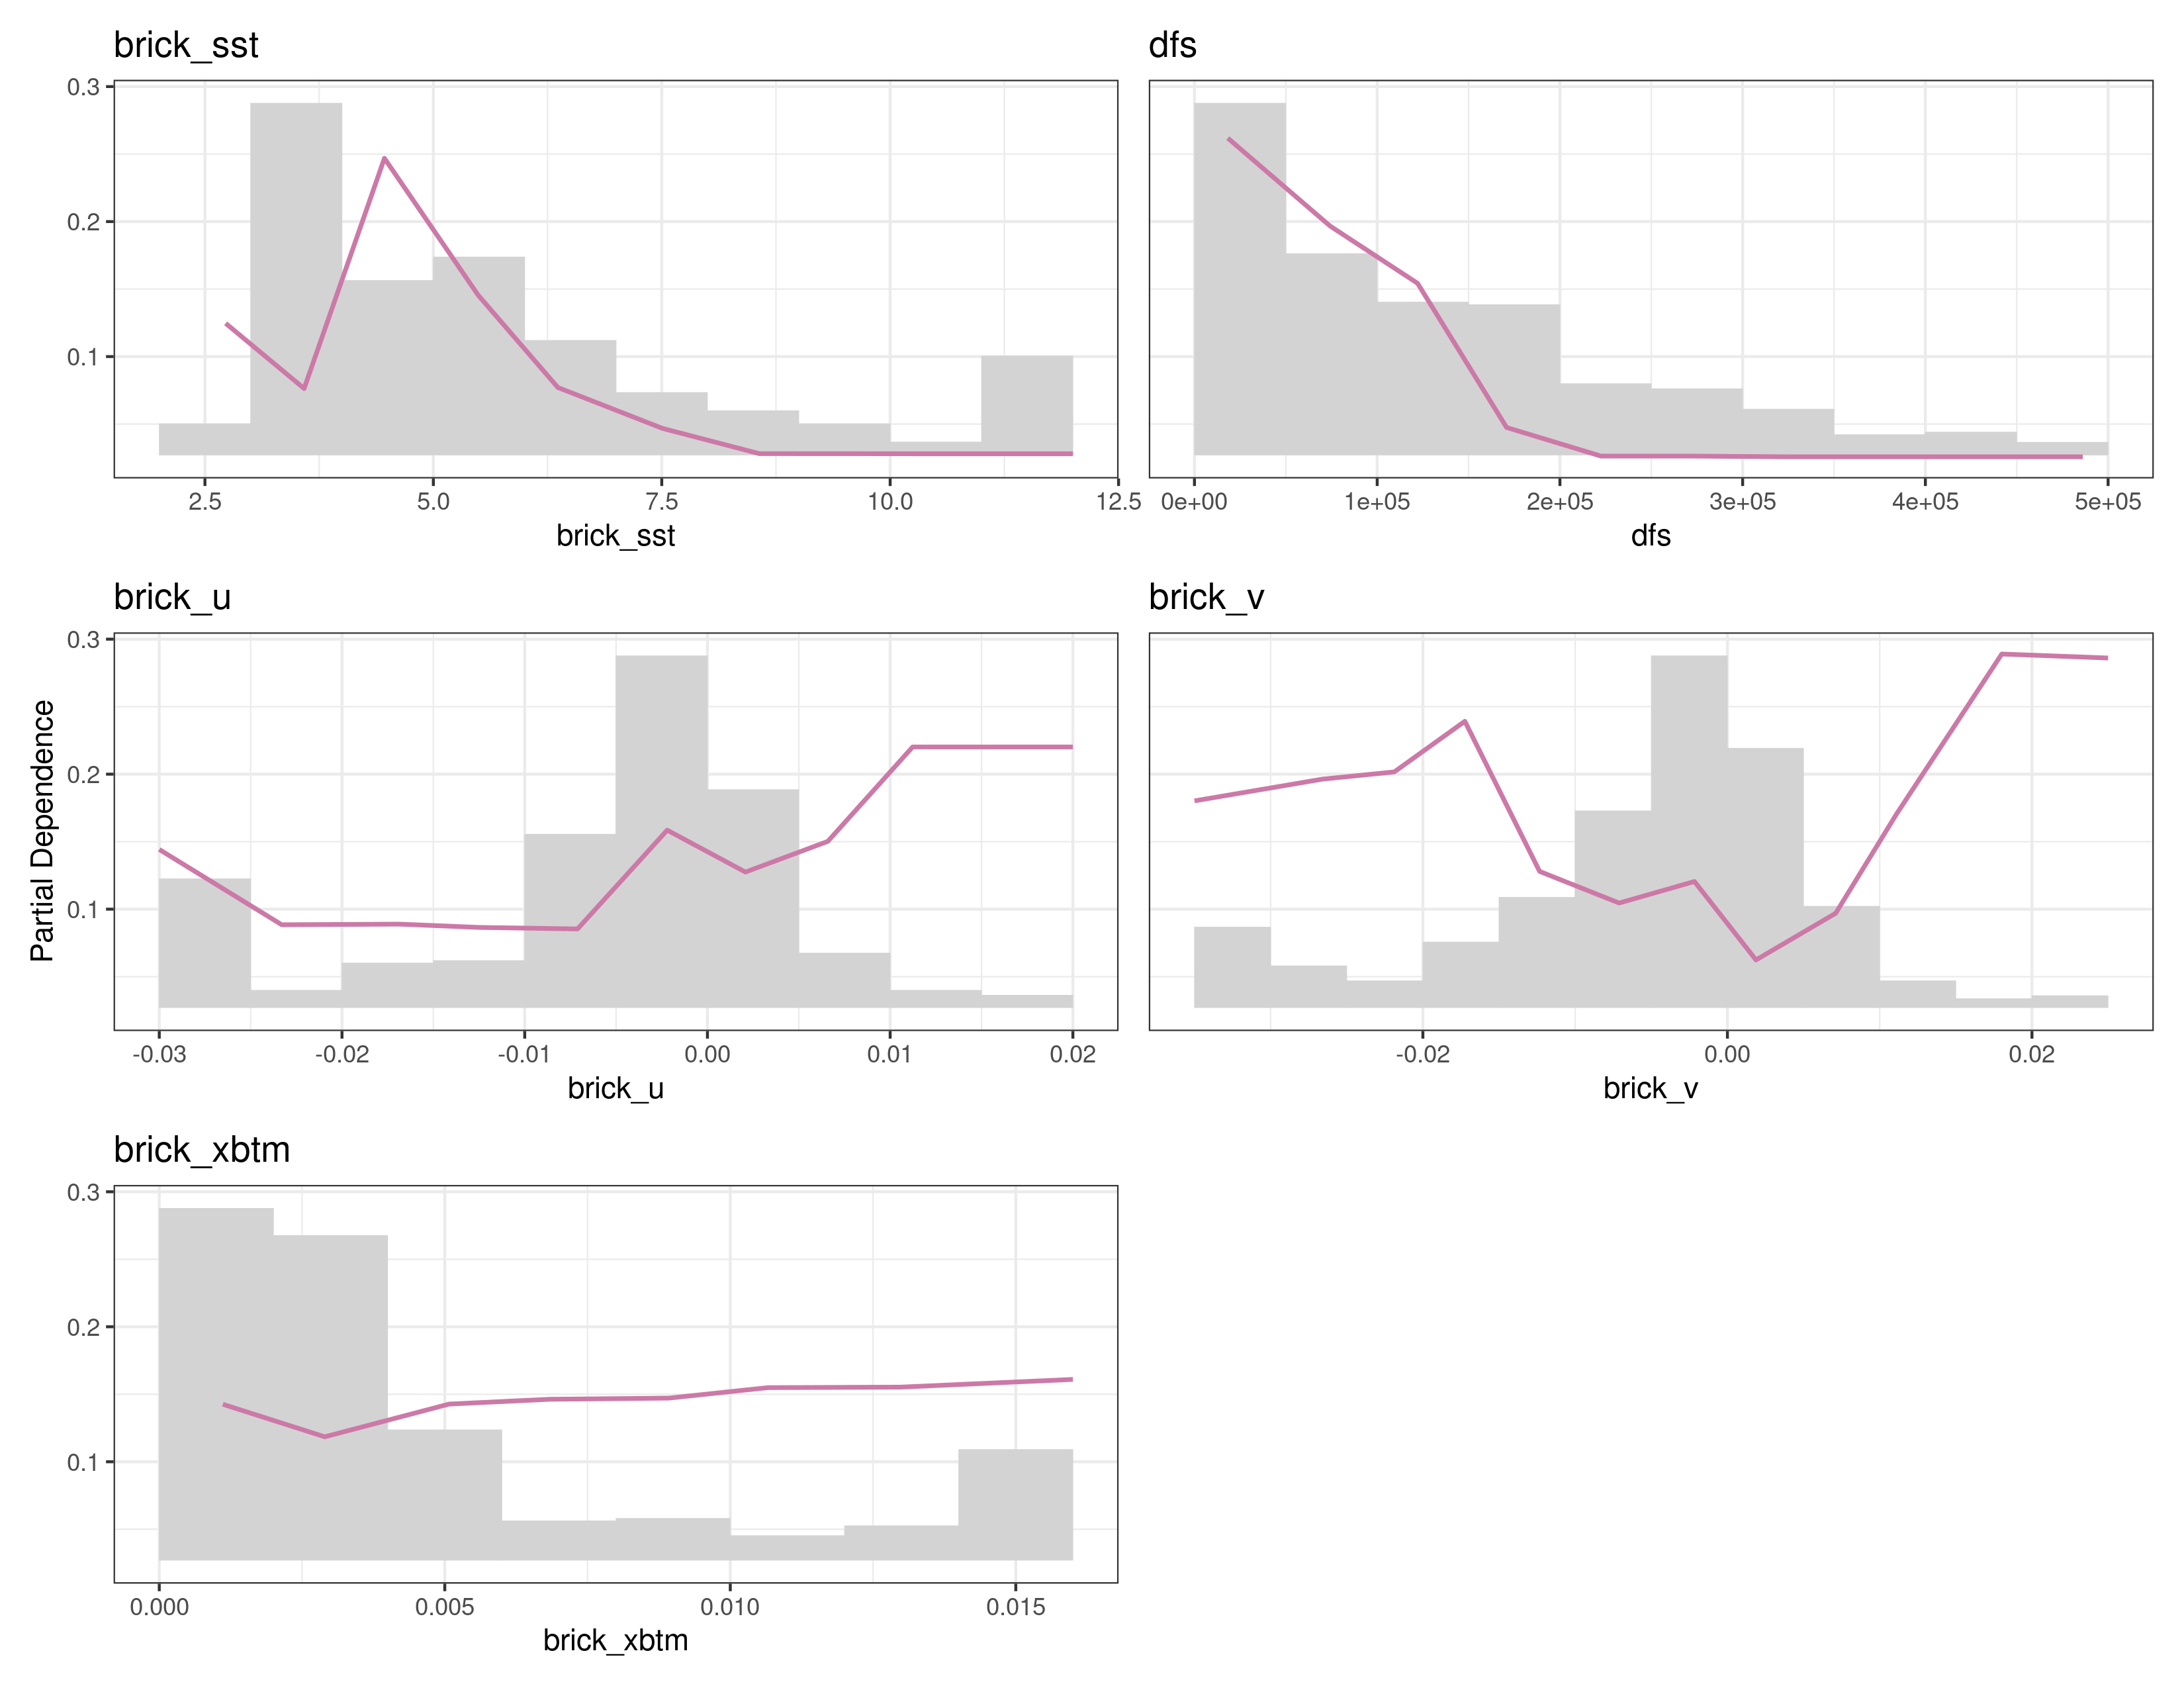 brick_sst
0.3
0.2
0.1
2.5 5.0 7.5 10.0 12.5
brick_sst
dfs
0e+00 1e+05 2e+05 3e+05 4e+05 5e+05
dfs
Partial Dependence
brick_u
0.3
0.2
0.1
-0.03 -0.02 -0.01 0.00 0.01 0.02
brick_u
brick_v
-0.02 0.00 0.02
brick_v
brick_xbtm
0.3
0.2
0.1
0.000 0.005 0.010 0.015
brick_xbtm